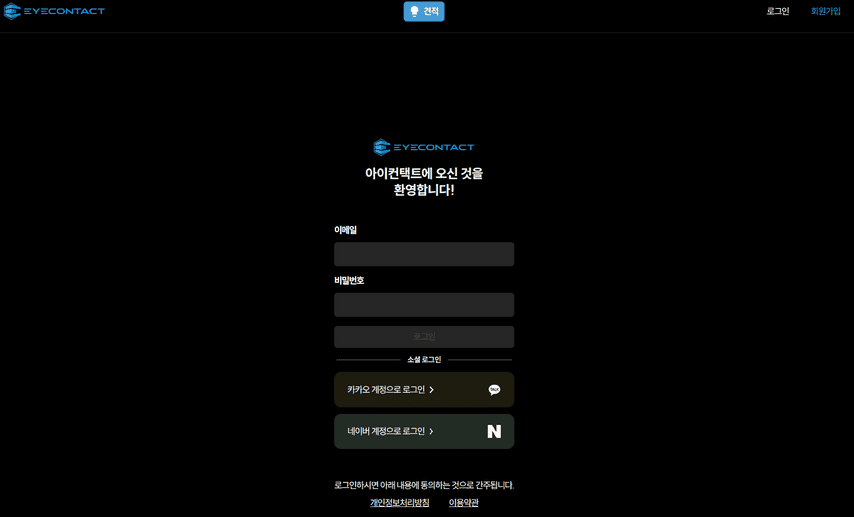 EYECONTACT
견적
로그인
회원가입
EYECONTACT
아이컨택트에 오신 것을
환영합니다!
이메일
비밀번호
로그인
소셜 로그인
카카오 계정으로 로그인
TALK
네이버 계정으로 로그인
N
로그인하시면 아래 내용에 동의하는 것으로 간주됩니다.
개인정보처리방침 이용약관